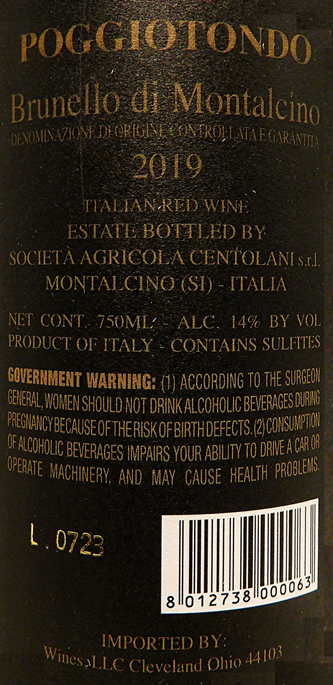 POGGIOTONDO
Brunello di Montalcino
DENOMINAZIONE DI ORIGINE CONTROLLATA E GARANTITA
2019
ITALIAN RED WINE
ESTATE BOTTLED BY
SOCIETÀ AGRICOLA CENTOLANI s.r.l.
MONTALCINO (SI) - ITALIA
NET CONT. 750ML - ALC. 14% BY VOL
PRODUCT OF ITALY - CONTAINS SULFITES
GOVERNMENT WARNING: (1) ACCORDING TO THE SURGEON
GENERAL, WOMEN SHOULD NOT DRINK ALCOHOLIC BEVERAGES DURING
PREGNANCY BECAUSE OF THE RISK OF BIRTH DEFECTS. (2) CONSUMPTION
OF ALCOHOLIC BEVERAGES IMPAIRS YOUR ABILITY TO DRIVE A CAR OR
OPERATE MACHINERY, AND MAY CAUSE HEALTH PROBLEMS.
L. 0723
8 012738 000063
IMPORTED BY:
Wines, LLC Cleveland Ohio 44103